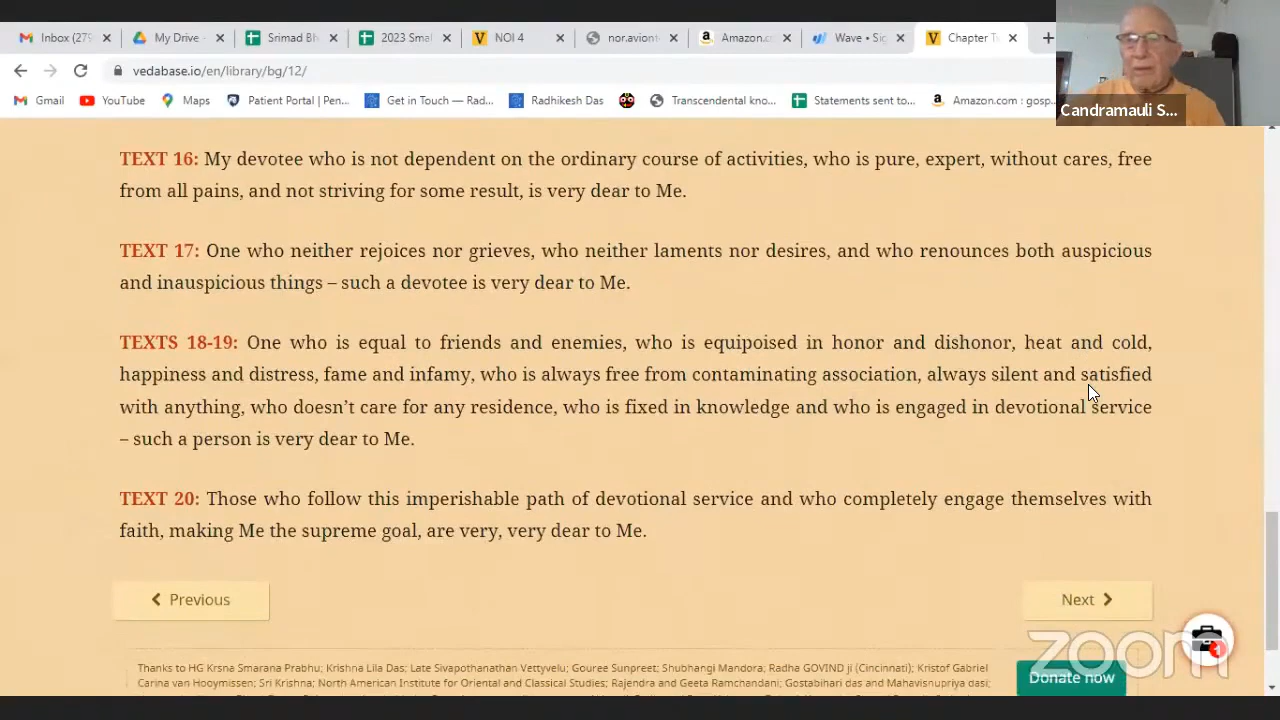 Inbox (279
My Drive -
Srimad Bh
2023 Smal
NOI 4
nor.aviont
Amazon.c
Wave • Sig
Chapter T
vedabase.io/en/library/bg/12/
Gmail YouTube Maps Patient Portal | Pen... Get in Touch — Rad... Radhikesh Das Transcendental kno... Statements sent to... Amazon.com : gosp...
Candramauli S...
TEXT 16: My devotee who is not dependent on the ordinary course of activities, who is pure, expert, without cares, free
from all pains, and not striving for some result, is very dear to Me.
TEXT 17: One who neither rejoices nor grieves, who neither laments nor desires, and who renounces both auspicious
and inauspicious things – such a devotee is very dear to Me.
TEXTS 18-19: One who is equal to friends and enemies, who is equipoised in honor and dishonor, heat and cold,
happiness and distress, fame and infamy, who is always free from contaminating association, always silent and satisfied
with anything, who doesn’t care for any residence, who is fixed in knowledge and who is engaged in devotional service
– such a person is very dear to Me.
TEXT 20: Those who follow this imperishable path of devotional service and who completely engage themselves with
faith, making Me the supreme goal, are very, very dear to Me.
Previous
Next
1
zoom
Thanks to HG Krsna Smarana Prabhu; Krishna Lila Das; Late Sivapothanathan Vettyvelu; Gouree Sunpreet; Shubhangi Mandora; Radha GOVIND ji (Cincinnati); Kristof Gabriel
Carina van Hooymissen; Sri Krishna; North American Institute for Oriental and Classical Studies; Rajendra and Geeta Ramchandani; Gostabihari das and Mahavisnupriya dasi;
Donate now